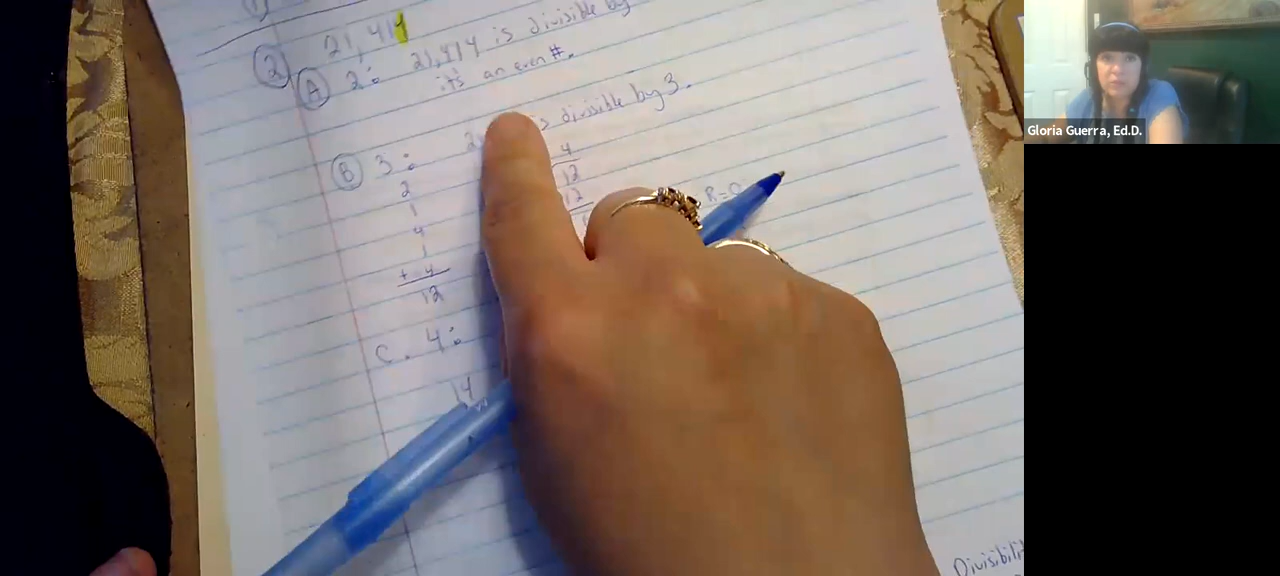 2 21,414
A 2: 21,414 is divisible by
it's an even #.
is divisible by 3.
B 3:
4
2
12
1
12
4
R=0
1
+ 4
12
C. 4:
14
Gloria Guerra, Ed.D.